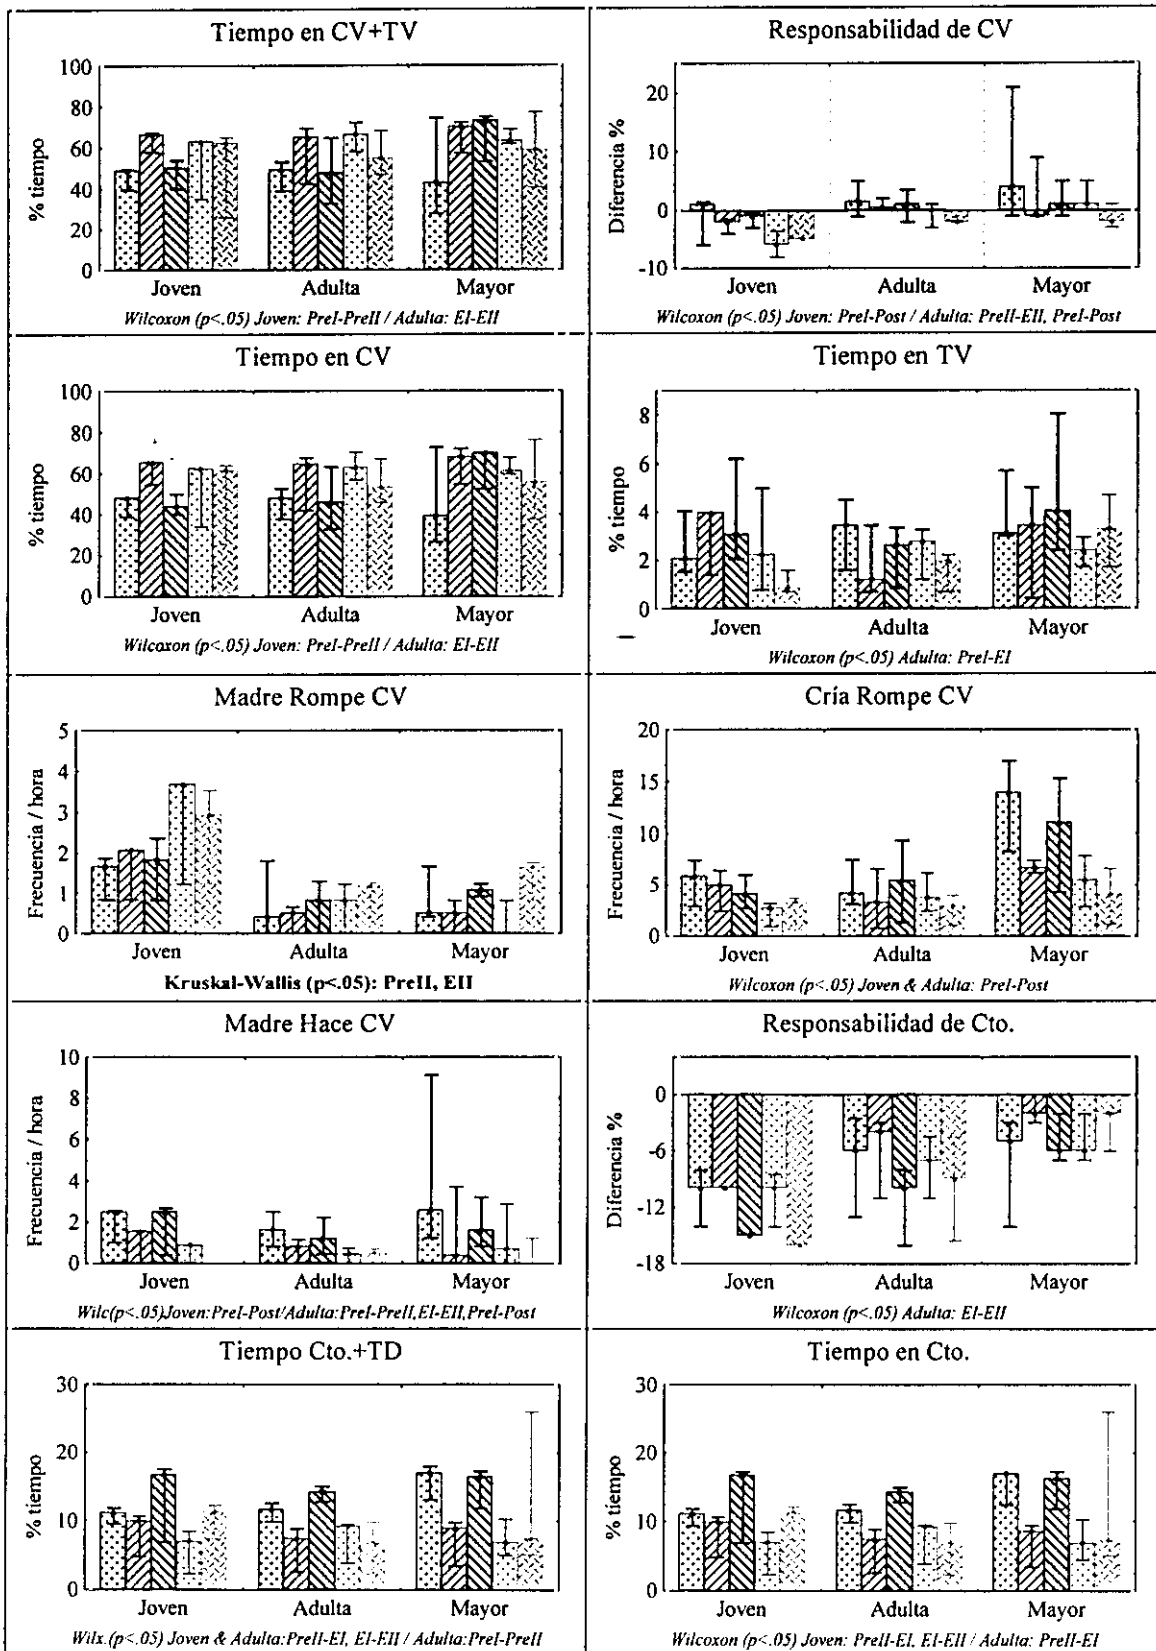 Tiempo en CV+TV
% tiempo
100
80
60
40
20
0
Joven Adulta Mayor
Wilcoxon (p<.05) Joven: PreI-PreII / Adulta: EI-EII
Responsabilidad de CV
Diferencia %
20
10
0
-10
Joven Adulta Mayor
Wilcoxon (p<.05) Joven: PreI-Post / Adulta: PreII-EII, PreI-Post
Tiempo en CV
% tiempo
100
80
60
40
20
0
Joven Adulta Mayor
Wilcoxon (p<.05) Joven: PreI-PreII / Adulta: EI-EII
Tiempo en TV
% tiempo
8
6
4
2
0
Joven Adulta Mayor
Wilcoxon (p<.05) Adulta: PreI-EI
Madre Rompe CV
Frecuencia / hora
5
4
3
2
1
0
Joven Adulta Mayor
Kruskal-Wallis (p<.05): PreII, EII
Cría Rompe CV
Frecuencia / hora
20
15
10
5
0
Joven Adulta Mayor
Wilcoxon (p<.05) Joven & Adulta: PreI-Post
Madre Hace CV
Frecuencia / hora
10
8
6
4
2
0
Joven Adulta Mayor
Wilc(p<.05)Joven:PreI-Post/Adulta:PreI-PreII,EI-EII,PreI-Post
Responsabilidad de Cto.
Diferencia %
0
-6
-12
-18
Joven Adulta Mayor
Wilcoxon (p<.05) Adulta: EI-EII
Tiempo Cto.+TD
% tiempo
30
20
10
0
Joven Adulta Mayor
Wilx.(p<.05) Joven & Adulta:PreII-EI, EI-EII / Adulta:PreI-PreII
Tiempo en Cto.
% tiempo
30
20
10
0
Joven Adulta Mayor
Wilcoxon (p<.05) Joven: PreII-EI, EI-EII / Adulta: PreII-EI